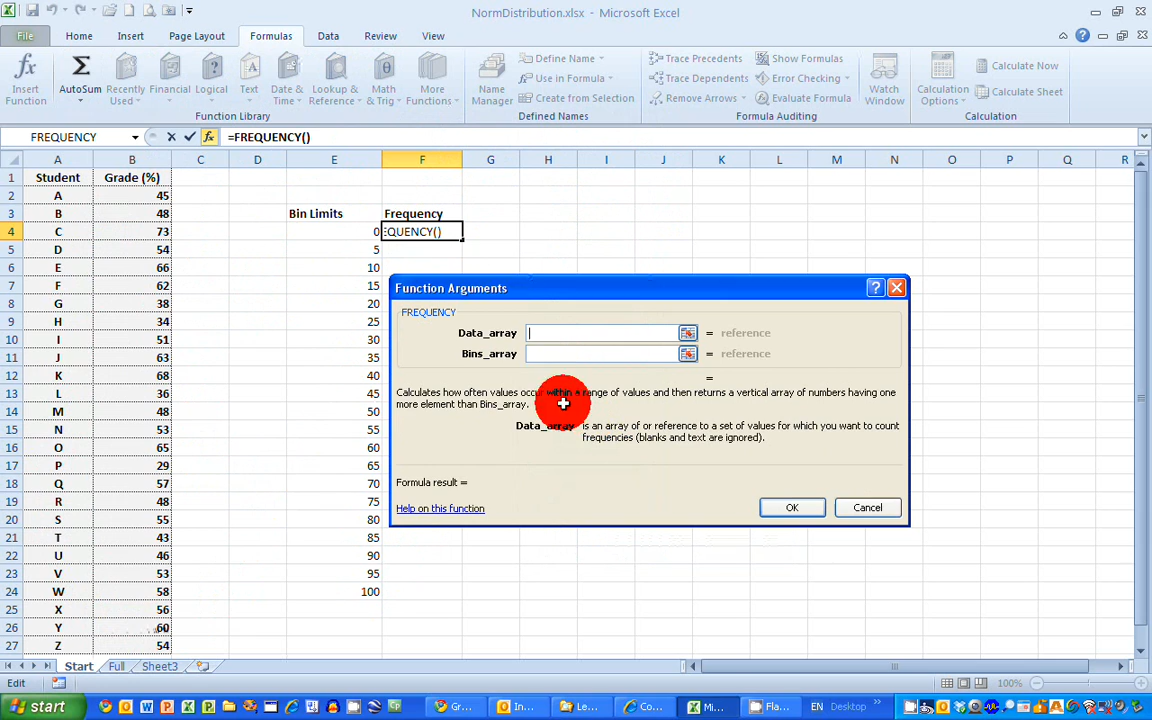 NormDistribution.xlsx - Microsoft Excel
File Home Insert Page Layout Formulas Data Review View
Insert Function
AutoSum
Recently Used
Financial
Logical
Text
Date & Time
Lookup & Reference
Math & Trig
More Functions
Function Library
Name Manager
Define Name
Use in Formula
Create from Selection
Defined Names
Trace Precedents
Trace Dependents
Remove Arrows
Show Formulas
Error Checking
Evaluate Formula
Formula Auditing
Watch Window
Calculation Options
Calculate Now
Calculate Sheet
Calculation
FREQUENCY
=FREQUENCY()
A B C D E F G H I J K L M N O P Q R
1 Student Grade (%)
2 A 45
3 B 48 Bin Limits Frequency
4 C 73 0 EQUENCY()
5 D 54 5
6 E 66 10
7 F 62 15
8 G 38 20
9 H 34 25
10 I 51 30
11 J 63 35
12 K 68 40
13 L 36 45
14 M 48 50
15 N 53 55
16 O 65 60
17 P 29 65
18 Q 57 70
19 R 48 75
20 S 55 80
21 T 43 85
22 U 46 90
23 V 53 95
24 W 58 100
25 X 56
26 Y 60
27 Z 54
Function Arguments
FREQUENCY
Data_array = reference
Bins_array = reference
=
Calculates how often values occur within a range of values and then returns a vertical array of numbers having one
more element than Bins_array.
Data_array is an array of or reference to a set of values for which you want to count
frequencies (blanks and text are ignored).
Formula result =
Help on this function
OK Cancel
Start Full Sheet3
Edit
100%
start
Gr...
In...
Le...
Co...
Mi...
Fla...
EN Desktop